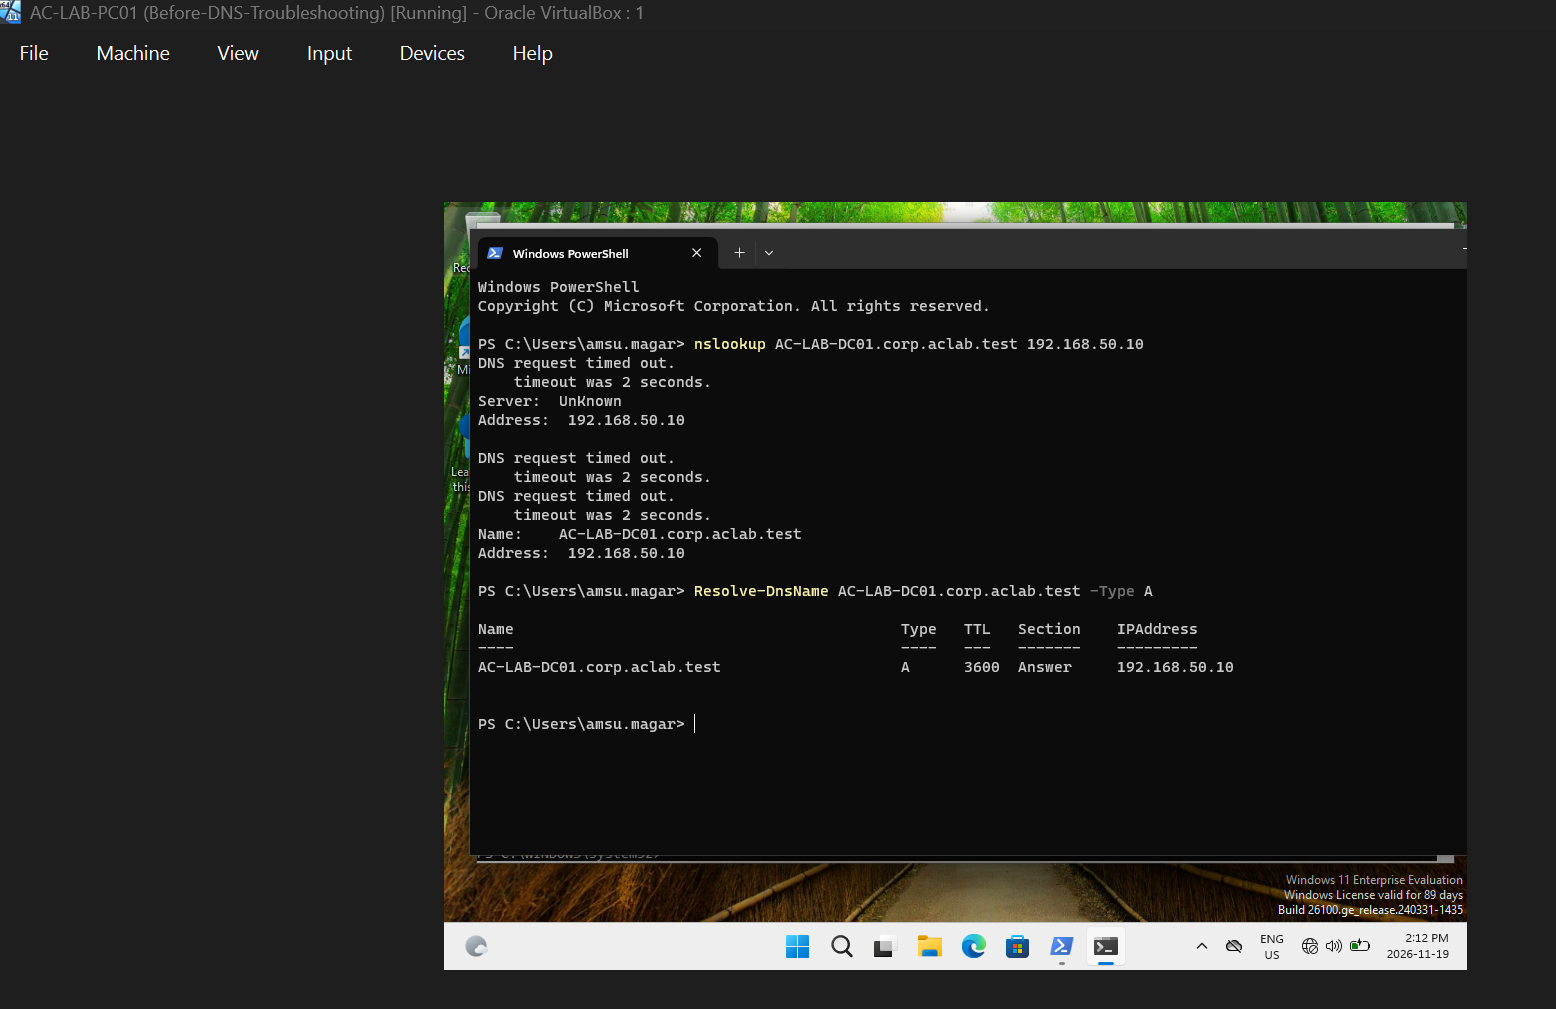 AC-LAB-PC01 (Before-DNS-Troubleshooting) [Running] - Oracle VirtualBox : 1
File Machine View Input Devices Help
Windows PowerShell
Windows PowerShell
Copyright (C) Microsoft Corporation. All rights reserved.
PS C:\Users\amsu.magar> nslookup AC-LAB-DC01.corp.aclab.test 192.168.50.10
DNS request timed out.
timeout was 2 seconds.
Server: UnKnown
Address: 192.168.50.10
DNS request timed out.
timeout was 2 seconds.
DNS request timed out.
timeout was 2 seconds.
Name: AC-LAB-DC01.corp.aclab.test
Address: 192.168.50.10
PS C:\Users\amsu.magar> Resolve-DnsName AC-LAB-DC01.corp.aclab.test -Type A
Name Type TTL Section IPAddress
---- ---- --- ------- ---------
AC-LAB-DC01.corp.aclab.test A 3600 Answer 192.168.50.10
PS C:\Users\amsu.magar>
Rec
Mi
Lea
this
Windows 11 Enterprise Evaluation
Windows License valid for 89 days
Build 26100.ge_release.240331-1435
ENG
US
2:12 PM
2026-11-19